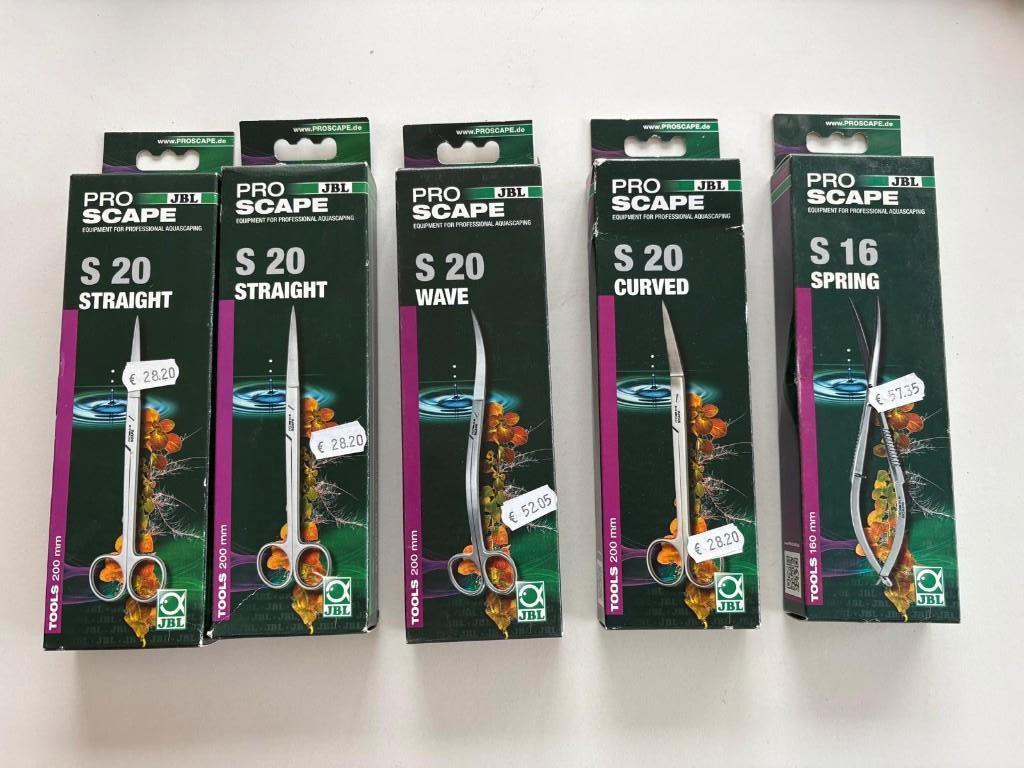 www.PROSCAPE.de
PRO JBL
SCAPE
EQUIPMENT FOR PROFESSIONAL AQUASCAPING
S 20
STRAIGHT
€ 28.20
TOOLS 200 mm
JBL
www.PROSCAPE.de
PRO JBL
SCAPE
EQUIPMENT FOR PROFESSIONAL AQUASCAPING
S 20
STRAIGHT
€ 28.20
TOOLS 200 mm
JBL
www.PROSCAPE.de
PRO JBL
SCAPE
EQUIPMENT FOR PROFESSIONAL AQUASCAPING
S 20
WAVE
€ 52.05
TOOLS 200 mm
JBL
www.PROSCAPE.de
PRO JBL
SCAPE
EQUIPMENT FOR PROFESSIONAL AQUASCAPING
S 20
CURVED
€ 28.20
TOOLS 200 mm
JBL
www.PROSCAPE.de
PRO JBL
SCAPE
EQUIPMENT FOR PROFESSIONAL AQUASCAPING
S 16
SPRING
€ 57.35
TOOLS 160 mm
JBL